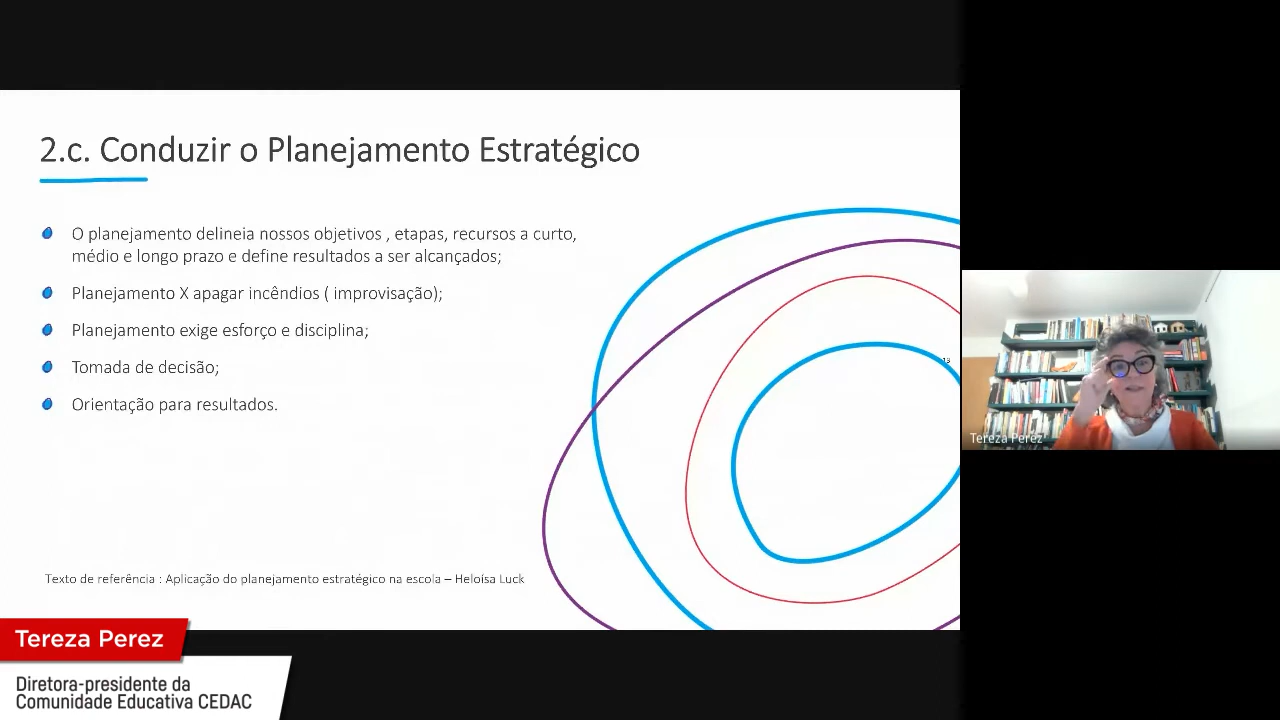 2.c. Conduzir o Planejamento Estratégico
O planejamento delineia nossos objetivos , etapas, recursos a curto,
médio e longo prazo e define resultados a ser alcançados;
Planejamento X apagar incêndios ( improvisação);
Planejamento exige esforço e disciplina;
Tomada de decisão;
Orientação para resultados.
13
Texto de referência : Aplicação do planejamento estratégico na escola – Heloísa Luck
Tereza Perez
Tereza Perez
Diretora-presidente da
Comunidade Educativa CEDAC